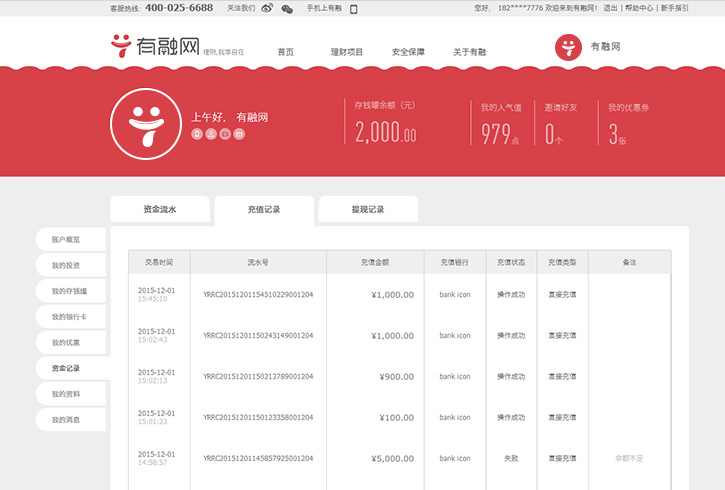 客服热线：400-025-6688 关注我们 手机上有融 您好， 182****7776 欢迎来到有融网！ 退出 | 帮助中心 | 新手指引
有融网 理财,就享自在 首页 理财项目 安全保障 关于有融 有融网
上午好， 有融网
存钱罐余额（元）
2,000.00
我的人气值
979点
邀请好友
0个
我的优惠券
3张
资金流水 充值记录 提现记录
账户概览
我的投资
我的存钱罐
我的银行卡
我的优惠
资金记录
我的资料
我的消息
交易时间 流水号 充值金额 充值银行 充值状态 充值类型 备注
2015-12-01
15:45:10 YRRC20151201154510229001204 ¥1,000.00 bank icon 操作成功 直接充值
2015-12-01
15:02:43 YRRC20151201150243149001204 ¥1,000.00 bank icon 操作成功 直接充值
2015-12-01
15:02:13 YRRC20151201150213789001204 ¥900.00 bank icon 操作成功 直接充值
2015-12-01
15:01:23 YRRC20151201150123358001204 ¥100.00 bank icon 操作成功 直接充值
2015-12-01
14:58:57 YRRC20151201145857925001204 ¥5,000.00 bank icon 失败 直接充值 余额不足